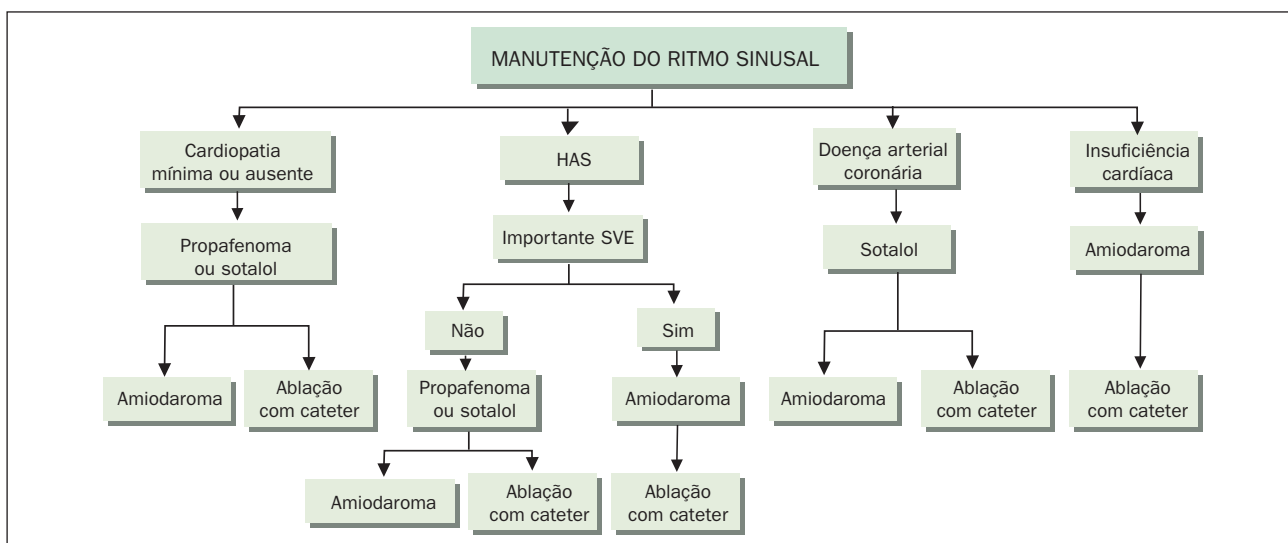 MANUTENÇÃO DO RITMO SINUSAL
Cardiopatia
mínima ou ausente
HAS
Doença arterial
coronária
Insuficiência
cardíaca
Propafenoma
ou sotalol
Importante SVE
Sotalol
Amiodaroma
Não
Sim
Amiodaroma
Ablação
com cateter
Propafenoma
ou sotalol
Amiodaroma
Amiodaroma
Ablação
com cateter
Ablação
com cateter
Amiodaroma
Ablação
com cateter
Ablação
com cateter